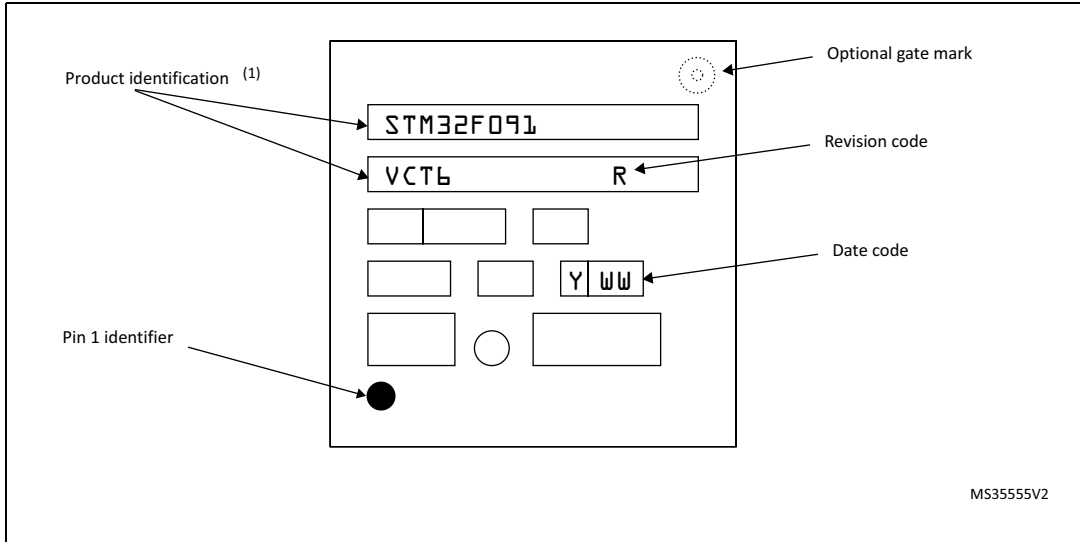 Optional gate mark
Product identification (1)
STM32F091
Revision code
VCT6 R
Date code
Y WW
Pin 1 identifier
MS35555V2